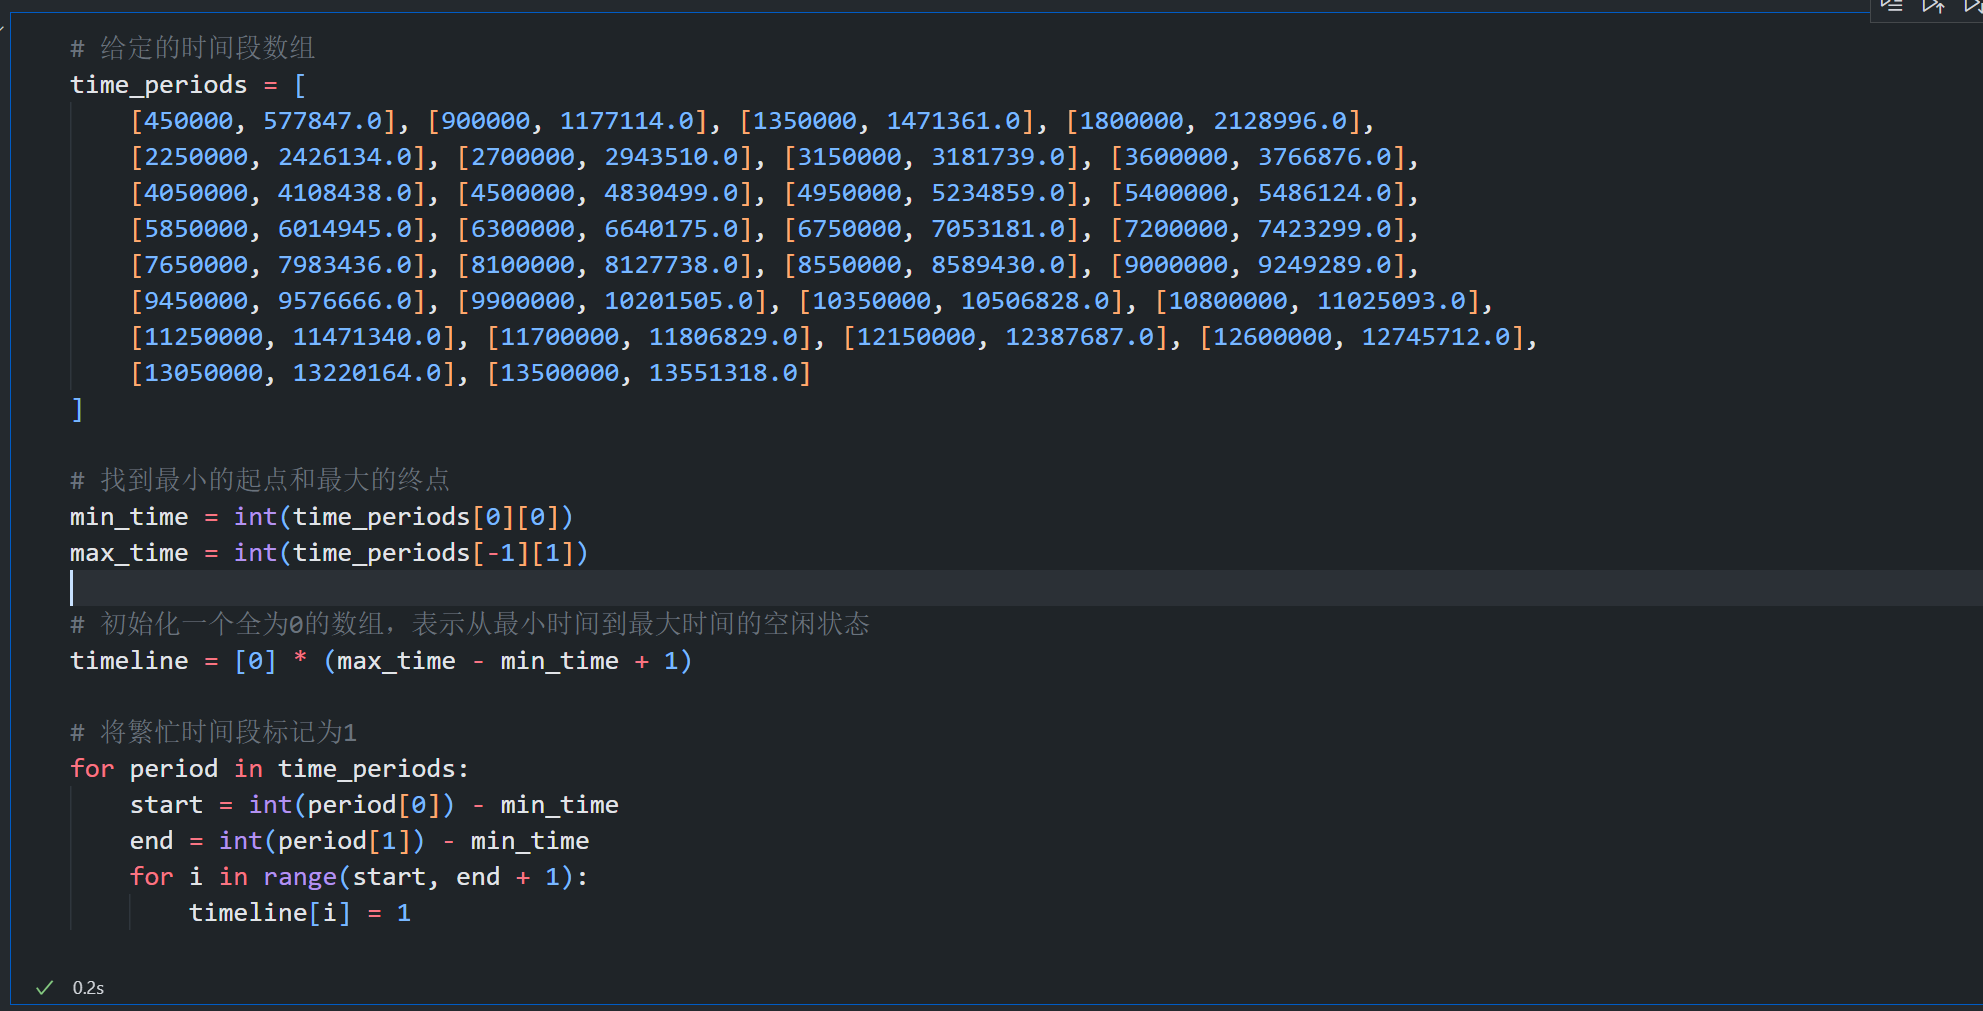 # 给定的时间段数组
time_periods = [
    [450000, 577847.0], [900000, 1177114.0], [1350000, 1471361.0], [1800000, 2128996.0],
    [2250000, 2426134.0], [2700000, 2943510.0], [3150000, 3181739.0], [3600000, 3766876.0],
    [4050000, 4108438.0], [4500000, 4830499.0], [4950000, 5234859.0], [5400000, 5486124.0],
    [5850000, 6014945.0], [6300000, 6640175.0], [6750000, 7053181.0], [7200000, 7423299.0],
    [7650000, 7983436.0], [8100000, 8127738.0], [8550000, 8589430.0], [9000000, 9249289.0],
    [9450000, 9576666.0], [9900000, 10201505.0], [10350000, 10506828.0], [10800000, 11025093.0],
    [11250000, 11471340.0], [11700000, 11806829.0], [12150000, 12387687.0], [12600000, 12745712.0],
    [13050000, 13220164.0], [13500000, 13551318.0]
]
# 找到最小的起点和最大的终点
min_time = int(time_periods[0][0])
max_time = int(time_periods[-1][1])
# 初始化一个全为0的数组，表示从最小时间到最大时间的空闲状态
timeline = [0] * (max_time - min_time + 1)
# 将繁忙时间段标记为1
for period in time_periods:
    start = int(period[0]) - min_time
    end = int(period[1]) - min_time
    for i in range(start, end + 1):
        timeline[i] = 1
0.2s